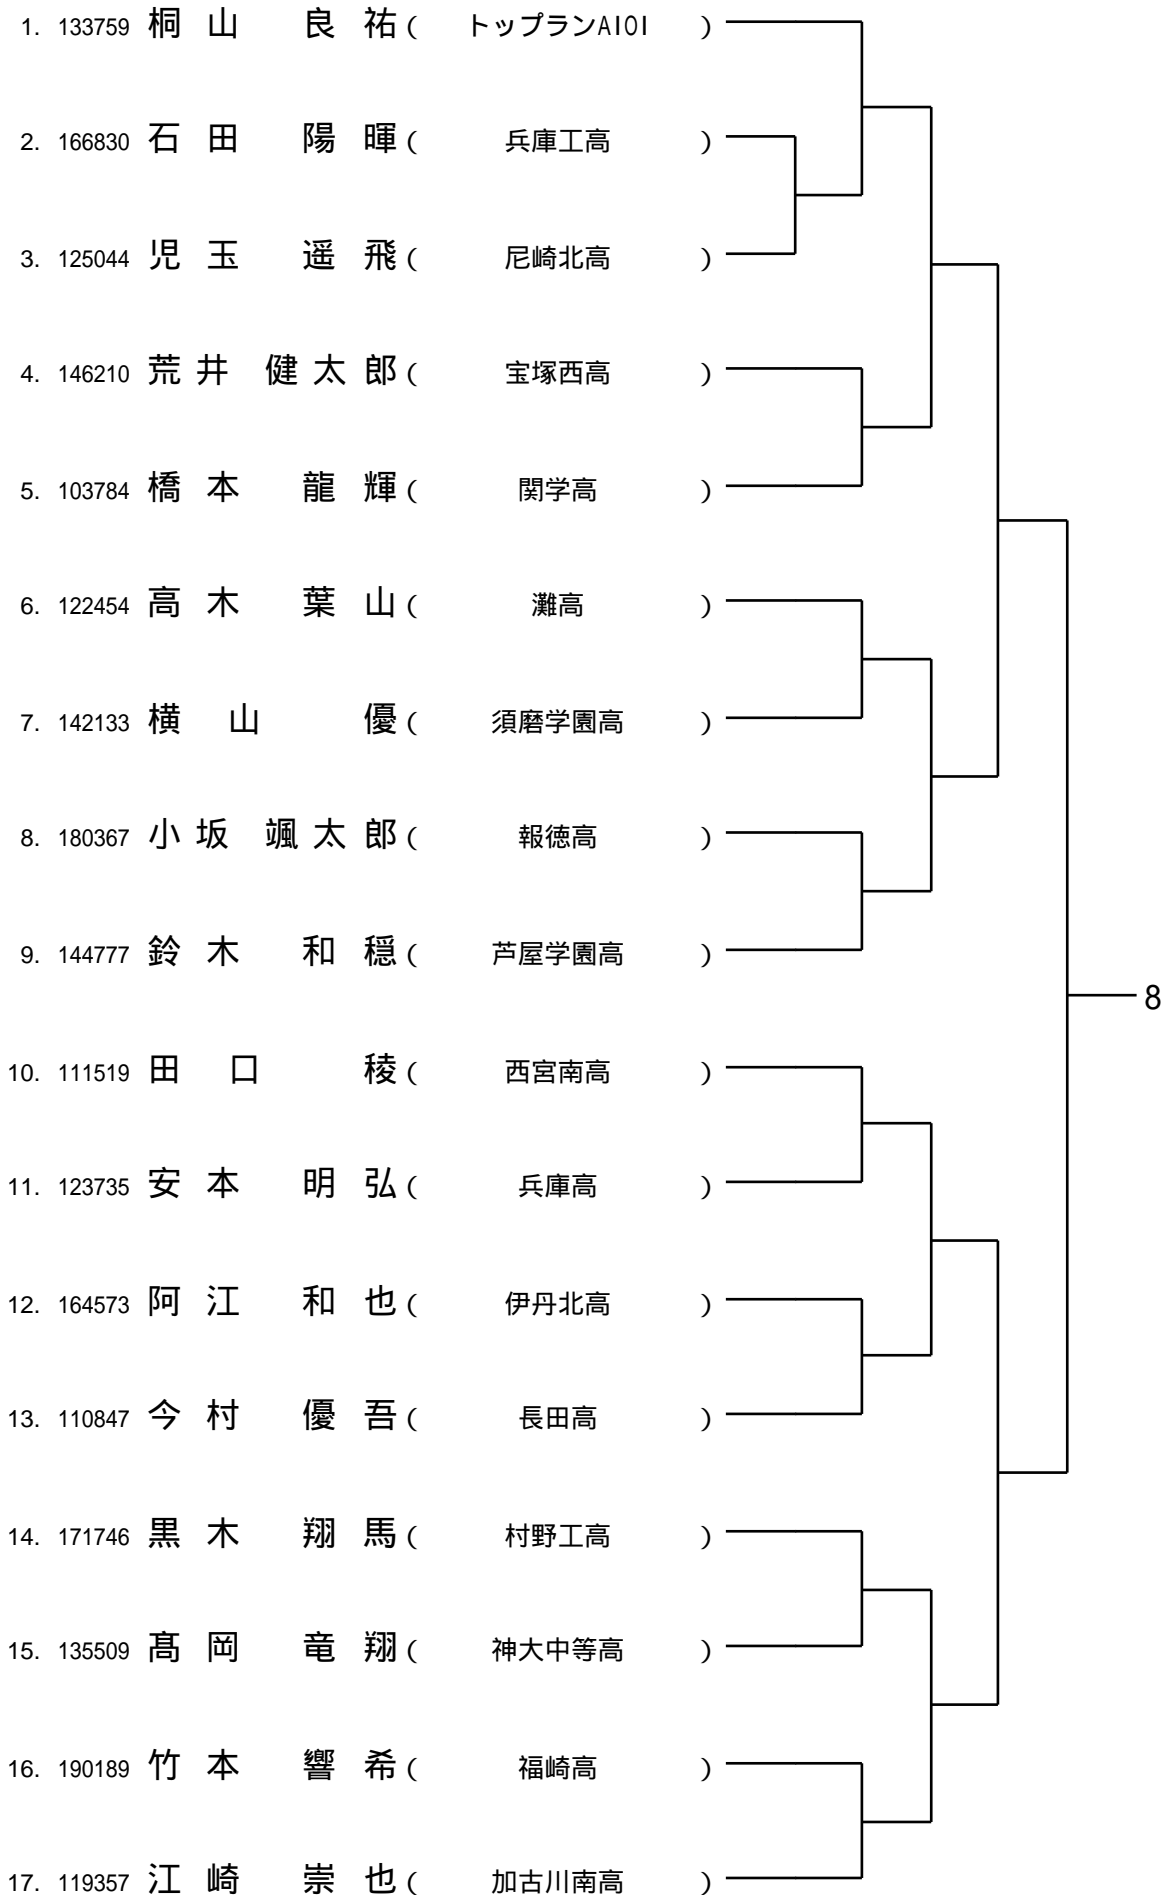 1. 133759 桐山 良祐 ( トップランAIOI )
2. 166830 石田 陽暉 ( 兵庫工高 )
3. 125044 児玉 遥飛 ( 尼崎北高 )
4. 146210 荒井 健太郎 ( 宝塚西高 )
5. 103784 橋本 龍輝 ( 関学高 )
6. 122454 高木 葉山 ( 灘高 )
7. 142133 横山 優 ( 須磨学園高 )
8. 180367 小坂 颯太郎 ( 報徳高 )
9. 144777 鈴木 和穏 ( 芦屋学園高 )
8
10. 111519 田口 稜 ( 西宮南高 )
11. 123735 安本 明弘 ( 兵庫高 )
12. 164573 阿江 和也 ( 伊丹北高 )
13. 110847 今村 優吾 ( 長田高 )
14. 171746 黒木 翔馬 ( 村野工高 )
15. 135509 髙岡 竜翔 ( 神大中等高 )
16. 190189 竹本 響希 ( 福崎高 )
17. 119357 江崎 崇也 ( 加古川南高 )